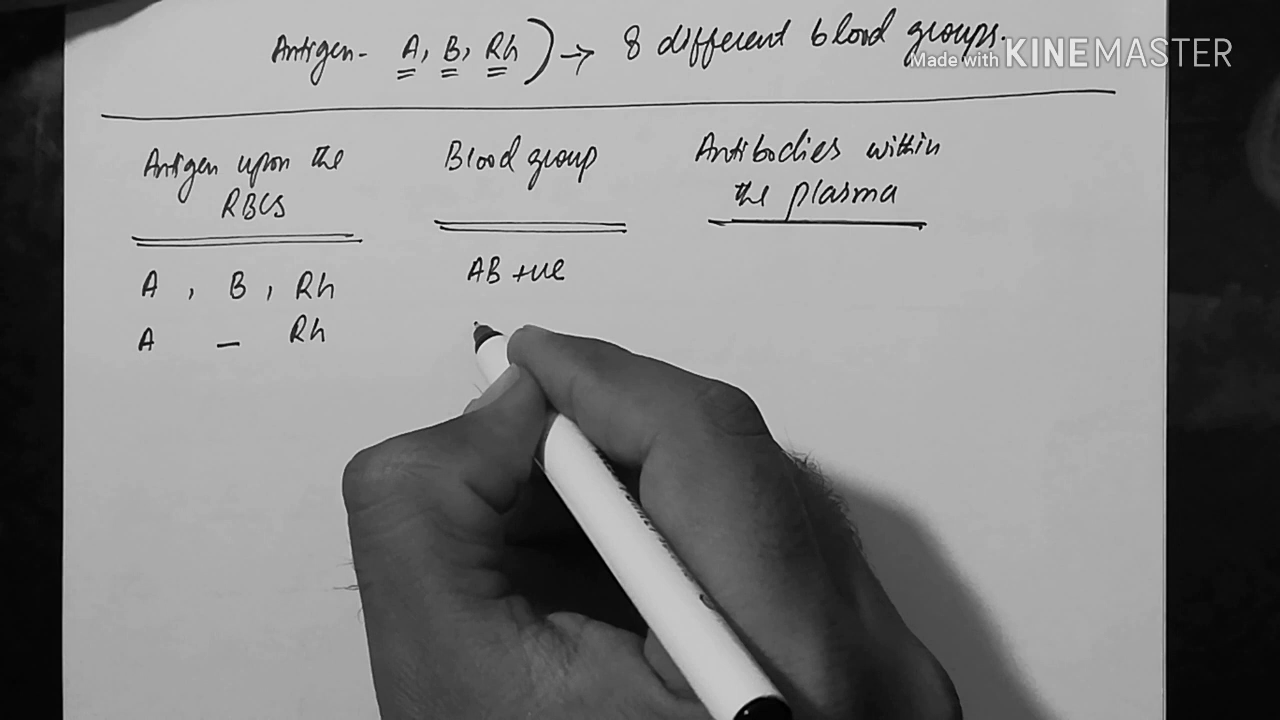 Antigen- A, B, Rh) → 8 different blood groups.
Made with KINEMASTER
Antigen upon the RBCs
Blood group
Antibodies within the plasma
A , B , Rh
AB +ve
A – Rh